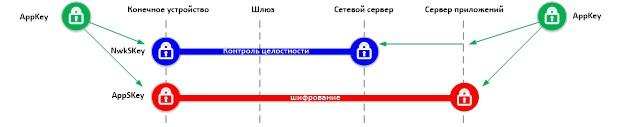 AppKey
Конечное устройство
Шлюз
Сетевой сервер
Сервер приложений
AppKey
NwkSKey
Контроль целостности
AppSKey
шифрование